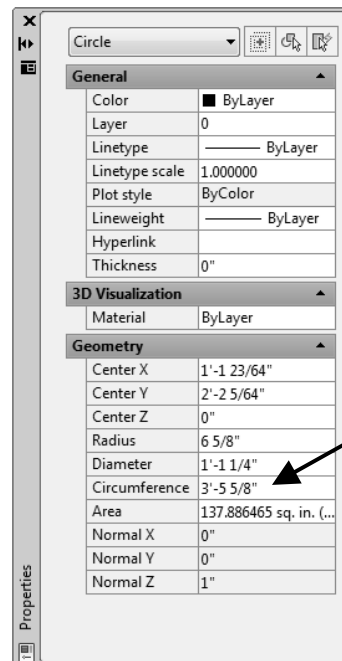 Circle
General
Color ByLayer
Layer 0
Linetype ByLayer
Linetype scale 1.000000
Plot style ByColor
Lineweight ByLayer
Hyperlink
Thickness 0"
3D Visualization
Material ByLayer
Geometry
Center X 1'-1 23/64"
Center Y 2'-2 5/64"
Center Z 0"
Radius 6 5/8"
Diameter 1'-1 1/4"
Circumference 3'-5 5/8"
Area 137.886465 sq. in. (...
Normal X 0"
Normal Y 0"
Normal Z 1"
Properties